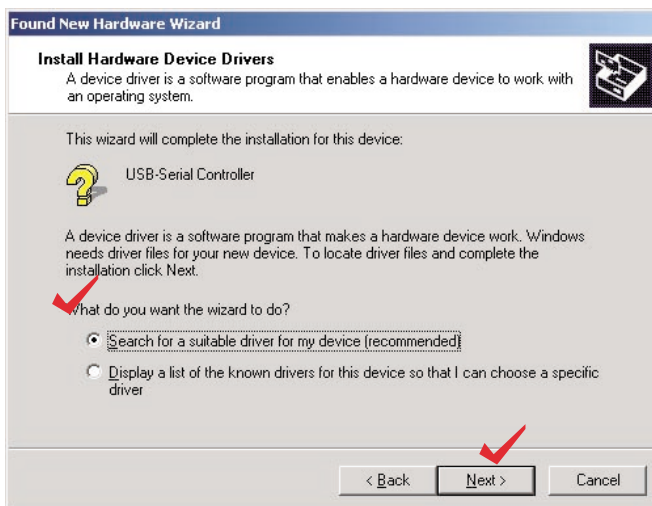 Found New Hardware Wizard
Install Hardware Device Drivers
A device driver is a software program that enables a hardware device to work with
an operating system.
This wizard will complete the installation for this device:
USB-Serial Controller
A device driver is a software program that makes a hardware device work. Windows
needs driver files for your new device. To locate driver files and complete the
installation click Next.
What do you want the wizard to do?
Search for a suitable driver for my device (recommended)
Display a list of the known drivers for this device so that I can choose a specific
driver
< Back Next > Cancel